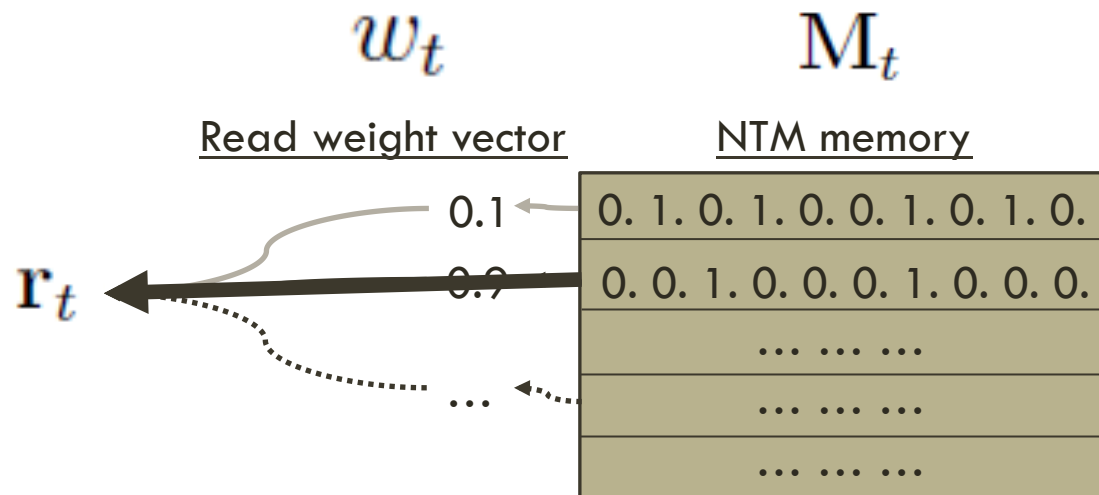 w_t M_t
Read weight vector NTM memory
0.1 0. 1. 0. 1. 0. 0. 1. 0. 1. 0.
r_t 0.9 0. 0. 1. 0. 0. 0. 1. 0. 0. 0.
... ... ...
... ... ... ...
... ... ...